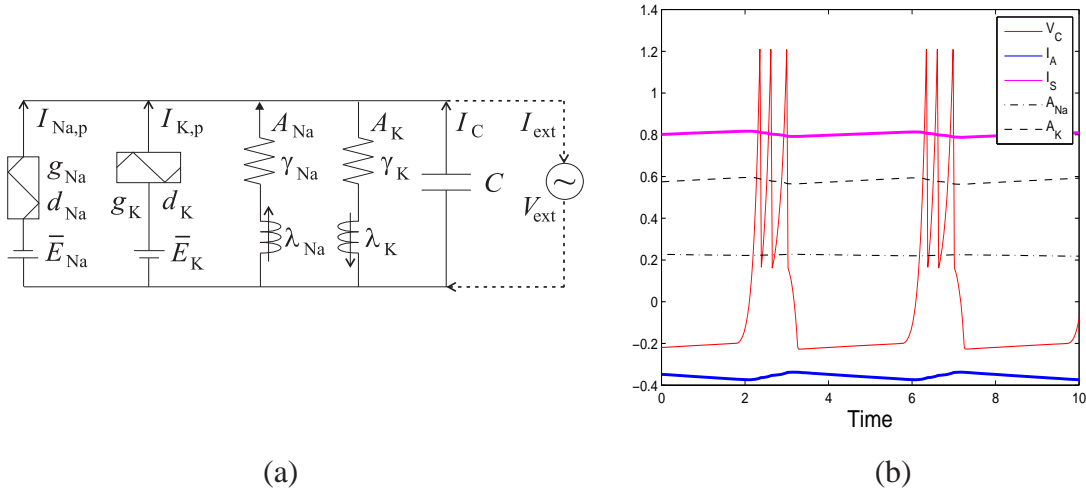 I_Na,p I_K,p A_Na A_K I_C I_ext
g_Na d_Na g_K d_K γ_Na γ_K C V_ext
E̅_Na E̅_K λ_Na λ_K
(a)
1.4
1.2
1
0.8
0.6
0.4
0.2
0
−0.2
−0.4
0 2 4 6 8 10
Time
V_C
I_A
I_S
A_Na
A_K
(b)